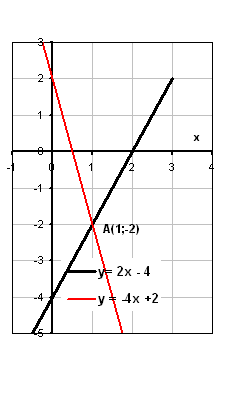 3
2
1
x
0
-1 0 1 2 3 4
-1
-2
A(1;-2)
-3
y= 2x - 4
-4
y = -4x +2
-5